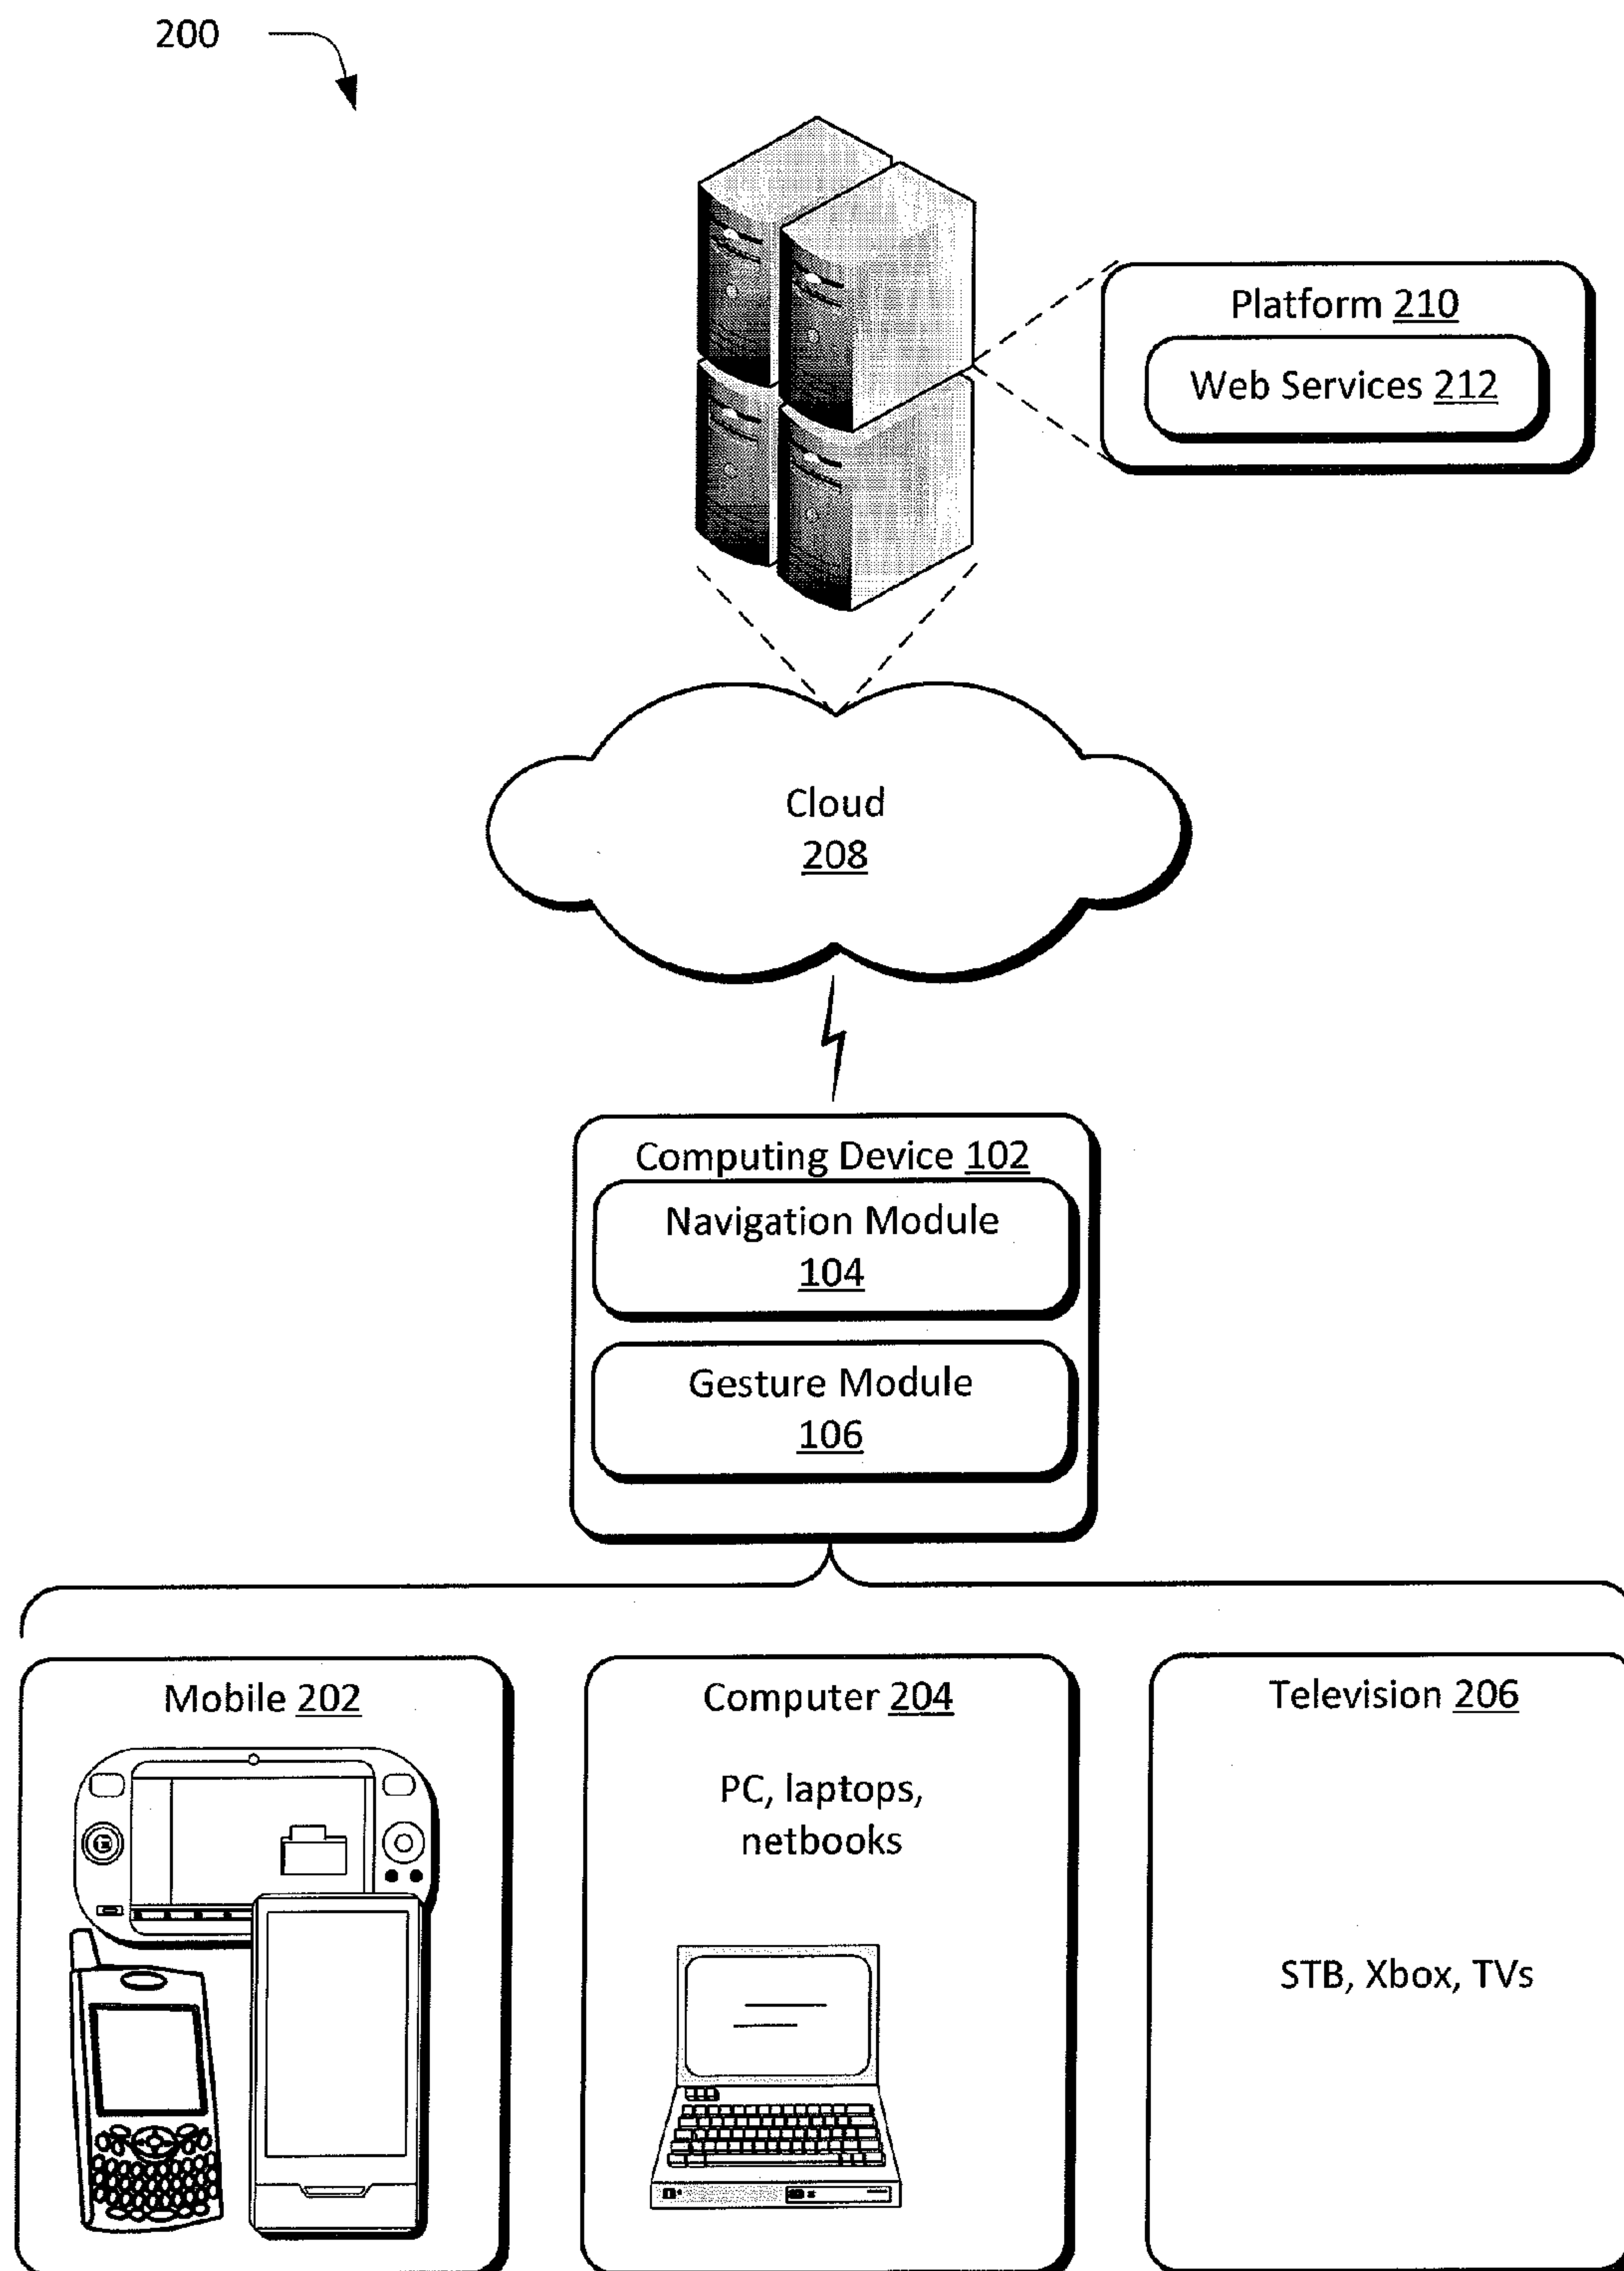 200
Platform 210
Web Services 212
Cloud
208
Computing Device 102
Navigation Module
104
Gesture Module
106
Mobile 202
Computer 204
PC, laptops,
netbooks
Television 206
STB, Xbox, TVs